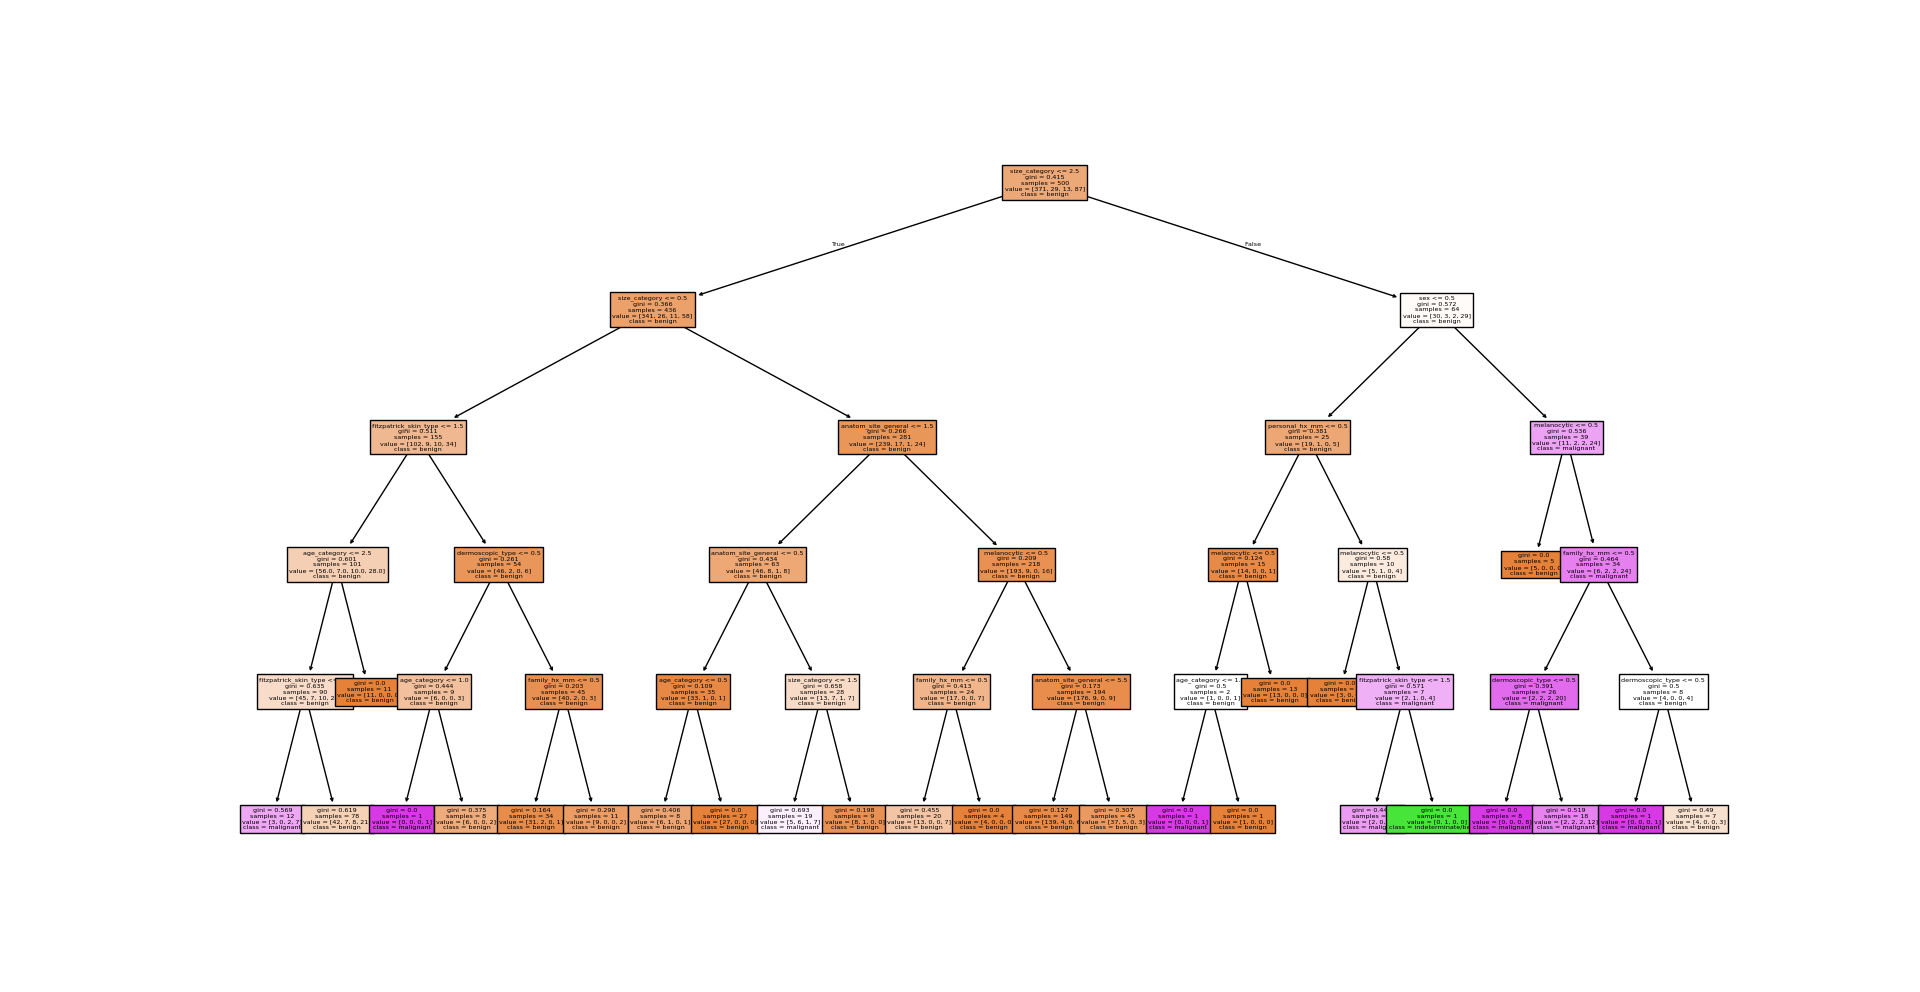 size_category <= 2.5
gini = 0.415
samples = 500
value = [371, 29, 13, 87]
class = benign
True
False
size_category <= 0.5
gini = 0.366
samples = 436
value = [341, 26, 11, 58]
class = benign
sex <= 0.5
gini = 0.572
samples = 64
value = [30, 3, 2, 29]
class = benign
fitzpatrick_skin_type <= 1.5
gini = 0.511
samples = 155
value = [102, 9, 10, 34]
class = benign
anatom_site_general <= 1.5
gini = 0.266
samples = 281
value = [239, 17, 1, 24]
class = benign
personal_hx_mm <= 0.5
gini = 0.381
samples = 25
value = [19, 1, 0, 5]
class = benign
melanocytic <= 0.5
gini = 0.536
samples = 39
value = [11, 2, 2, 24]
class = malignant
age_category <= 2.5
gini = 0.601
samples = 101
value = [56.0, 7.0, 10.0, 28.0]
class = benign
dermoscopic_type <= 0.5
gini = 0.261
samples = 54
value = [46, 2, 0, 6]
class = benign
anatom_site_general <= 0.5
gini = 0.434
samples = 63
value = [46, 8, 1, 8]
class = benign
melanocytic <= 0.5
gini = 0.209
samples = 218
value = [193, 9, 0, 16]
class = benign
melanocytic <= 0.5
gini = 0.124
samples = 15
value = [14, 0, 0, 1]
class = benign
melanocytic <= 0.5
gini = 0.58
samples = 10
value = [5, 1, 0, 4]
class = benign
gini = 0.0
samples = 5
value = [5, 0, 0,
class = benign
family_hx_mm <= 0.5
gini = 0.464
samples = 34
value = [6, 2, 2, 24]
class = malignant
fitzpatrick_skin_type <=
gini = 0.635
samples = 90
value = [45, 7, 10, 2
class = benign
gini = 0.0
samples = 11
value = [11, 0, 0,
class = benign
age_category <= 1.0
gini = 0.444
samples = 9
value = [6, 0, 0, 3]
class = benign
family_hx_mm <= 0.5
gini = 0.203
samples = 45
value = [40, 2, 0, 3]
class = benign
age_category <= 0.5
gini = 0.109
samples = 35
value = [33, 1, 0, 1]
class = benign
size_category <= 1.5
gini = 0.658
samples = 28
value = [13, 7, 1, 7]
class = benign
family_hx_mm <= 0.5
gini = 0.413
samples = 24
value = [17, 0, 0, 7]
class = benign
anatom_site_general <= 5.5
gini = 0.173
samples = 194
value = [176, 9, 0, 9]
class = benign
age_category <= 1.
gini = 0.5
samples = 2
value = [1, 0, 0, 1]
class = benign
gini = 0.0
samples = 13
value = [13, 0, 0, 0]
class = benign
gini = 0.0
samples =
value = [3, 0,
class = beni
fitzpatrick_skin_type <= 1.5
gini = 0.571
samples = 7
value = [2, 1, 0, 4]
class = malignant
dermoscopic_type <= 0.5
gini = 0.391
samples = 26
value = [2, 2, 2, 20]
class = malignant
dermoscopic_type <= 0.5
gini = 0.5
samples = 8
value = [4, 0, 0, 4]
class = benign
gini = 0.569
samples = 12
value = [3, 0, 2, 7
class = malignant
gini = 0.619
samples = 78
value = [42, 7, 8, 21
class = benign
gini = 0.0
samples = 1
value = [0, 0, 0, 1]
class = malignant
gini = 0.375
samples = 8
value = [6, 0, 0, 2]
class = benign
gini = 0.164
samples = 34
value = [31, 2, 0, 1]
class = benign
gini = 0.298
samples = 11
value = [9, 0, 0, 2]
class = benign
gini = 0.406
samples = 8
value = [6, 1, 0, 1]
class = benign
gini = 0.0
samples = 27
value = [27, 0, 0, 0
class = benign
gini = 0.693
samples = 19
value = [5, 6, 1, 7]
class = malignant
gini = 0.198
samples = 9
value = [8, 1, 0, 0]
class = benign
gini = 0.455
samples = 20
value = [13, 0, 0, 7]
class = benign
gini = 0.0
samples = 4
value = [4, 0, 0, 0]
class = benign
gini = 0.127
samples = 149
value = [139, 4, 0,
class = benign
gini = 0.307
samples = 45
value = [37, 5, 0, 3]
class = benign
gini = 0.0
samples = 1
value = [0, 0, 0, 1]
class = malignant
gini = 0.0
samples = 1
value = [1, 0, 0, 0]
class = benign
gini = 0.44
samples =
value = [2, 0,
class = malig
gini = 0.0
samples = 1
value = [0, 1, 0, 0]
class = indeterminate/be
gini = 0.0
samples = 8
value = [0, 0, 0, 8]
class = malignant
gini = 0.519
samples = 18
value = [2, 2, 2, 12]
class = malignant
gini = 0.0
samples = 1
value = [0, 0, 0, 1]
class = malignant
gini = 0.49
samples = 7
value = [4, 0, 0, 3]
class = benign